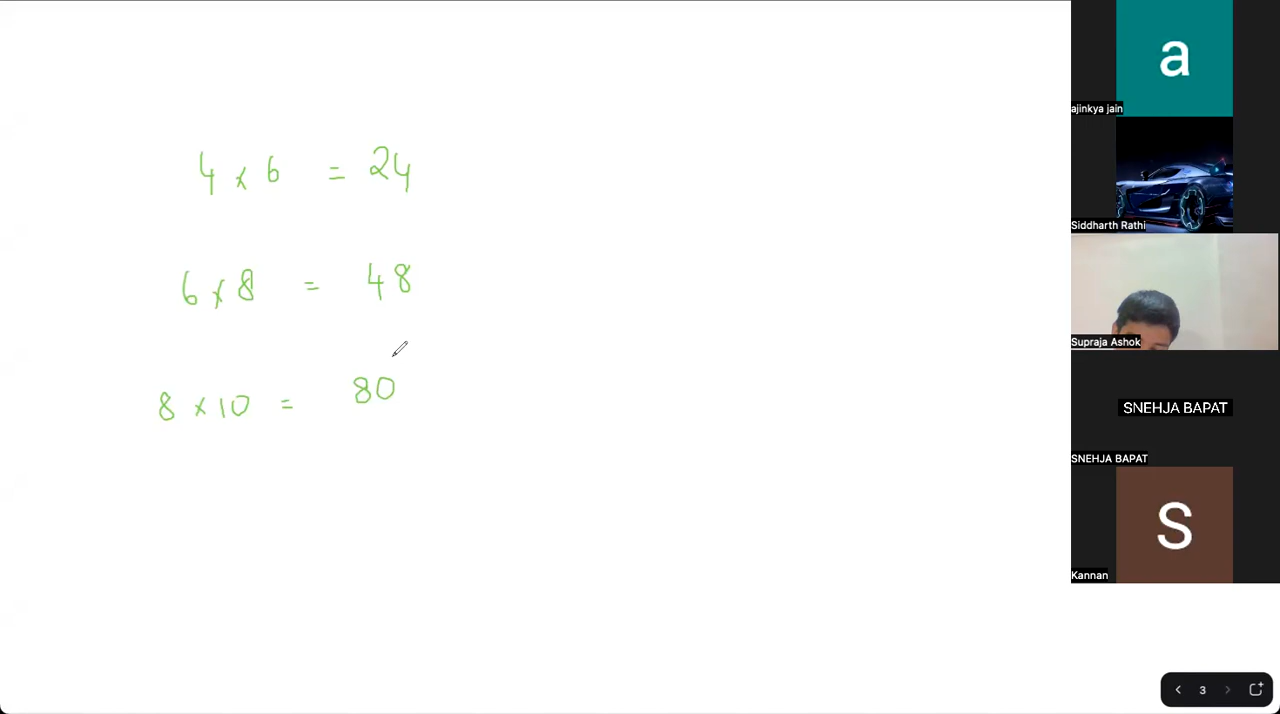 4 × 6 = 24
6 × 8 = 48
8 × 10 = 80
a
ajinkya jain
Siddharth Rathi
Supraja Ashok
SNEHJA BAPAT
SNEHJA BAPAT
S
Kannan
3